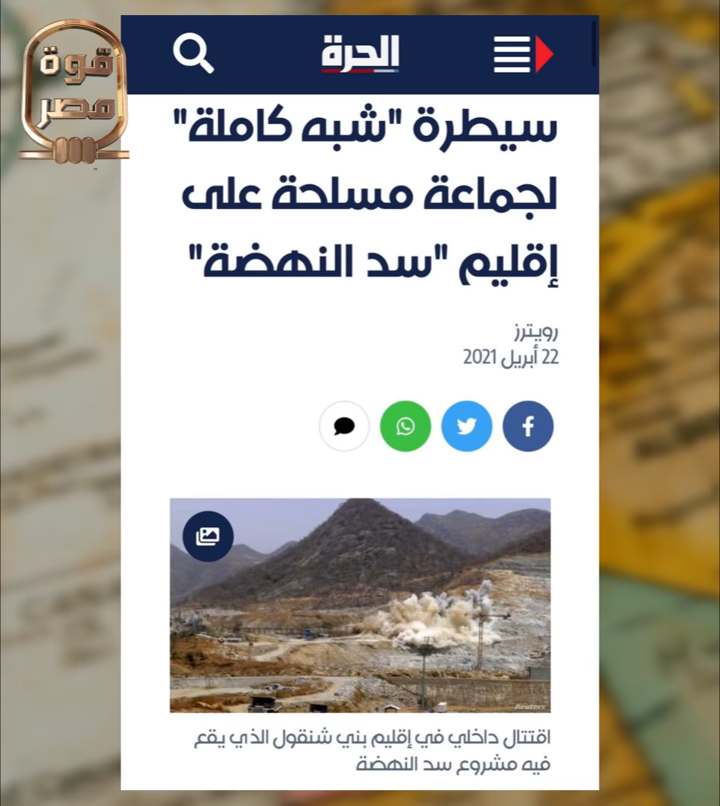 قوة
مصر
الحرة
سيطرة "شبه كاملة"
لجماعة مسلحة على
إقليم "سد النهضة"
رويترز
22 أبريل 2021
Reuters
اقتتال داخلي في إقليم بني شنقول الذي يقع
فيه مشروع سد النهضة